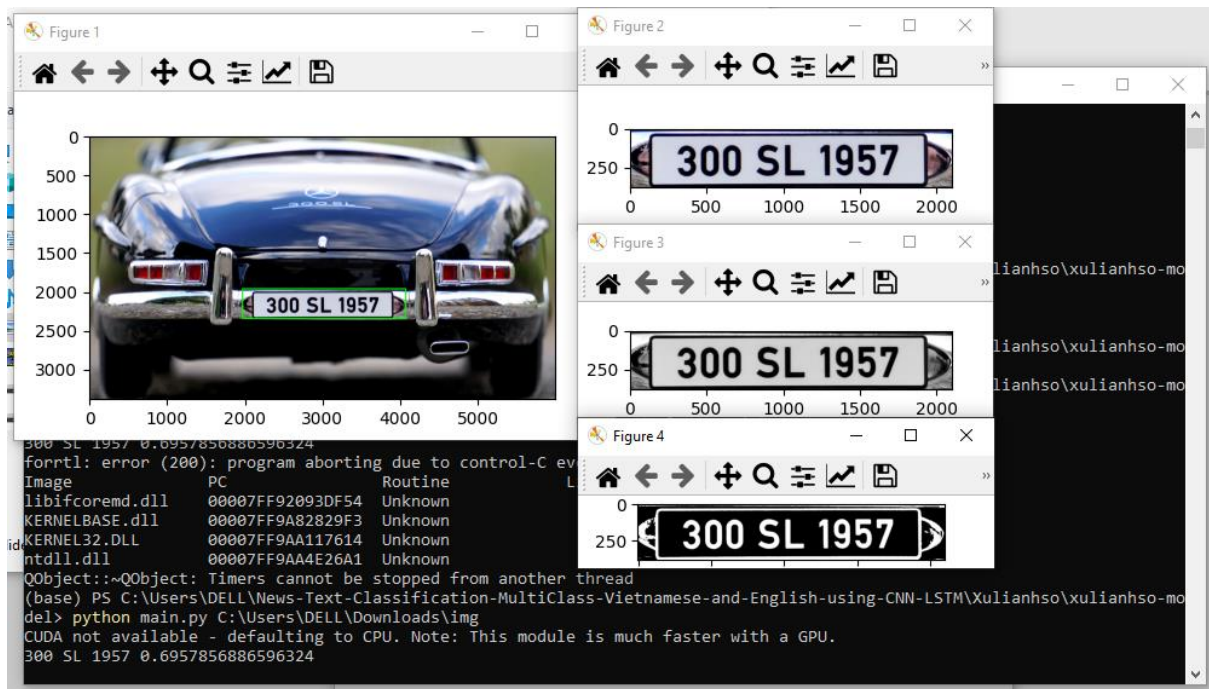 Figure 1
0
500
1000
1500
2000
2500
3000
300SL
300 SL 1957
0 1000 2000 3000 4000 5000
Figure 2
0
250
300 SL 1957
0 500 1000 1500 2000
Figure 3
0
250
300 SL 1957
0 500 1000 1500 2000
Figure 4
0
250
300 SL 1957
ulianhso\xulianhso-mo
ulianhso\xulianhso-mo
lianhso\xulianhso-mo
300 SL 1957 0.6957856886596324
forrtl: error (200): program aborting due to control-C ev
Image PC Routine L
libifcoremd.dll 00007FF92093DF54 Unknown
KERNELBASE.dll 00007FF9A82829F3 Unknown
KERNEL32.DLL 00007FF9AA117614 Unknown
ntdll.dll 00007FF9AA4E26A1 Unknown
QObject::~QObject: Timers cannot be stopped from another thread
(base) PS C:\Users\DELL\News-Text-Classification-MultiClass-Vietnamese-and-English-using-CNN-LSTM\Xulianhso\xulianhso-mo
del> python main.py C:\Users\DELL\Downloads\img
CUDA not available - defaulting to CPU. Note: This module is much faster with a GPU.
300 SL 1957 0.6957856886596324